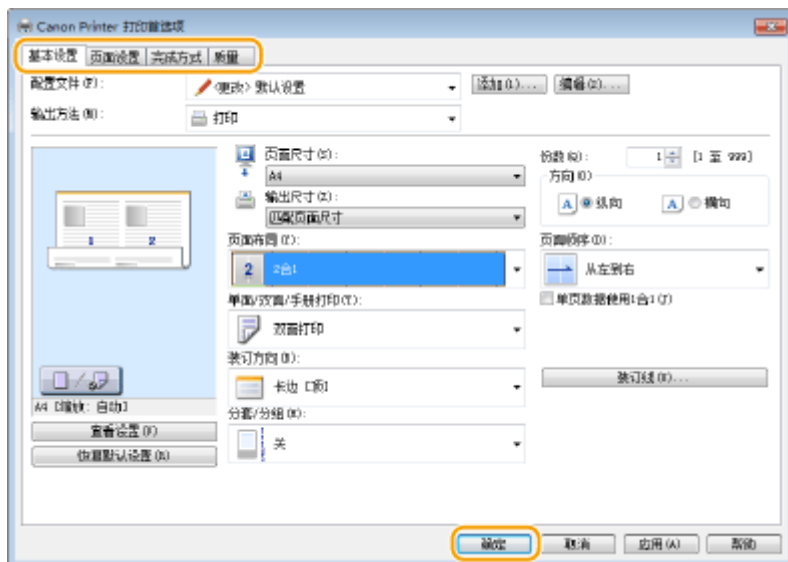 Canon Printer 打印首选项
基本设置 页面设置 完成方式 质量
配置文件(F): <更改> 默认设置 添加(L)... 编辑(Z)...
输出方法(M): 打印
页面尺寸(S): 份数(Q): 1 [1 至 999]
A4 方向(O)
输出尺寸(Z): A 纵向 A 横向
匹配页面尺寸
页面布局(Y): 页面顺序(D):
1 2 2 2合1 从左到右
单面/双面/手册打印(T): 单页数据使用1合1(J)
双面打印
装订方向(B): 装订线(R)...
长边 [顶]
A4 [缩放: 自动]
分套/分组(K):
查看设置(V) 关
恢复默认设置(R)
确定 取消 应用(A) 帮助